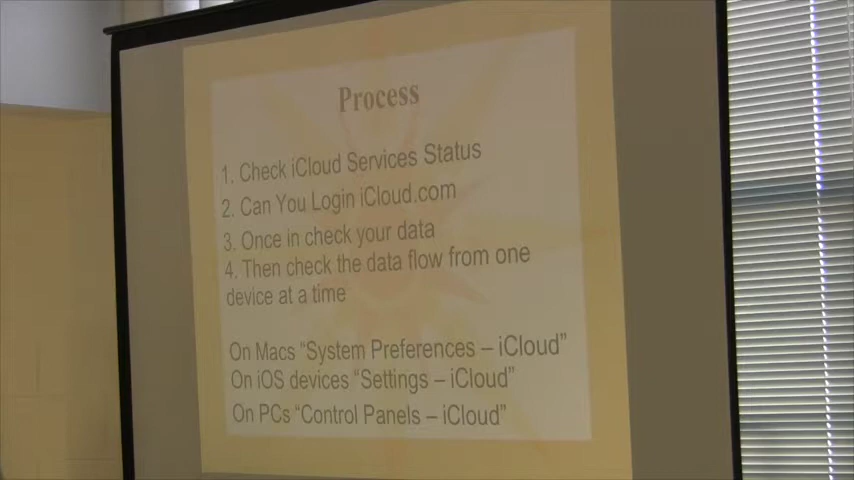 Process
1. Check iCloud Services Status
2. Can You Login iCloud.com
3. Once in check your data
4. Then check the data flow from one
device at a time
On Macs “System Preferences – iCloud”
On iOS devices “Settings – iCloud”
On PCs “Control Panels – iCloud”